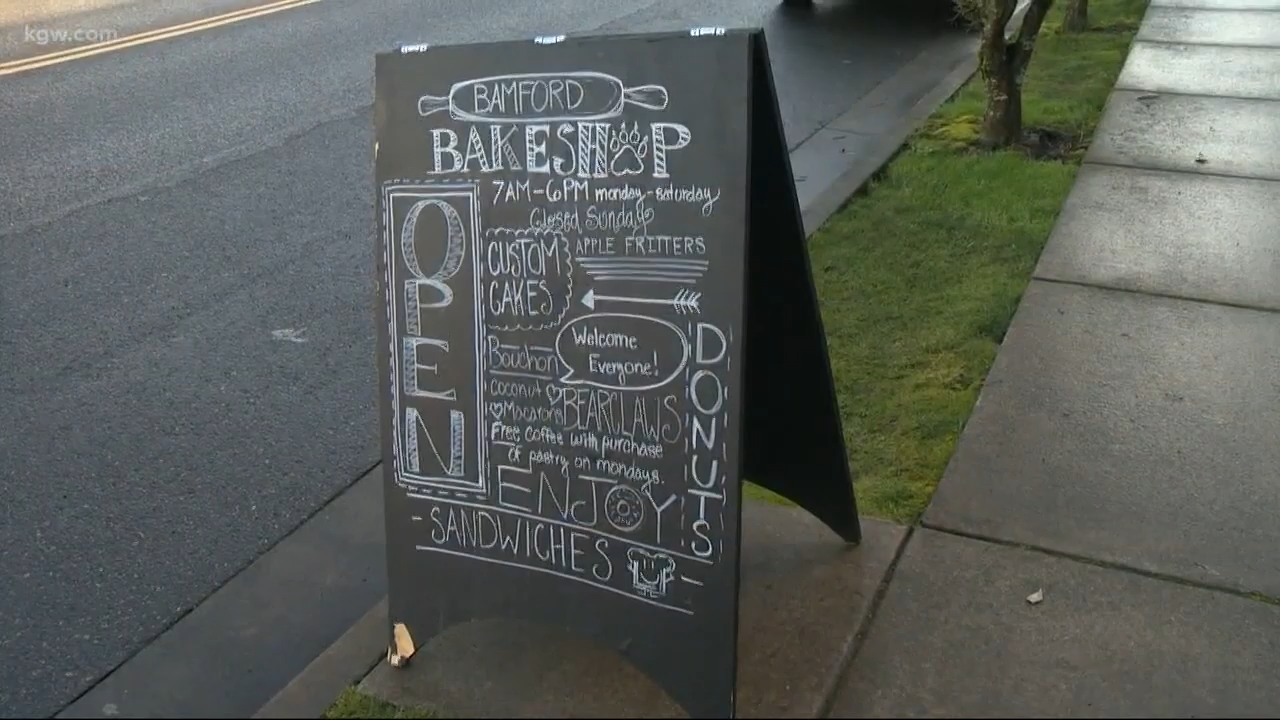 kgw.com
BAMFORD
BAKESHOP
7AM-6PM monday-saturday
Closed Sunday
OPEN
CUSTOM
CAKES
APPLE FRITTERS
Welcome
Everyone!
Bouchon
Coconut
Macarons
BEARCLAWS
DONUTS
Free coffee with purchase
of pastry on mondays.
ENJOY
-SANDWICHES-